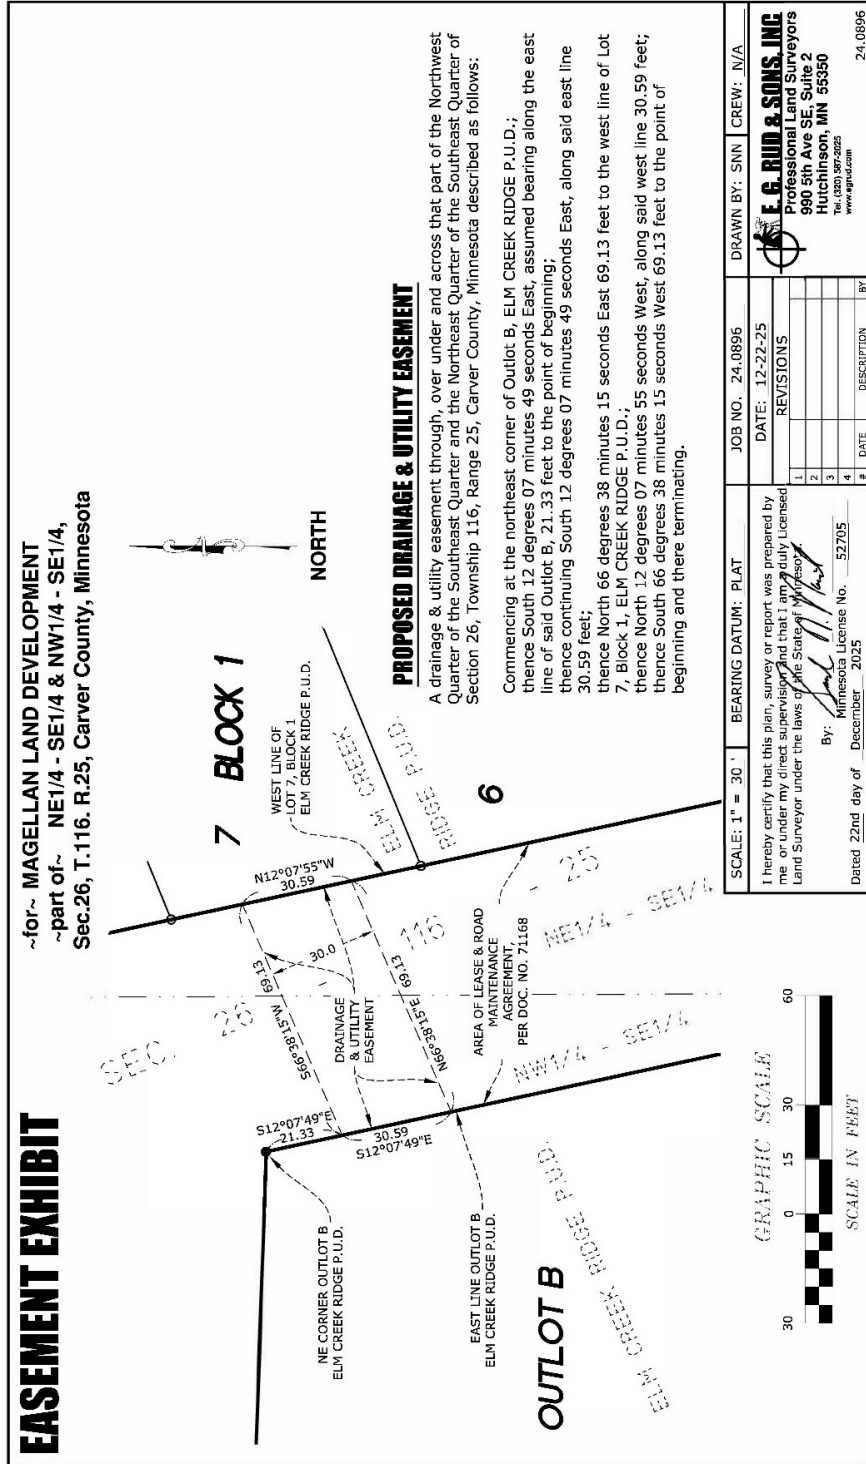 EASEMENT EXHIBIT
~for~ MAGELLAN LAND DEVELOPMENT
~part of~ NE1/4 - SE1/4 & NW1/4 - SE1/4,
Sec.26, T.116. R.25, Carver County, Minnesota
NORTH
7 BLOCK 1
6
OUTLOT B
SEC. 26 - 116 - 25
WEST LINE OF
LOT 7, BLOCK 1
ELM CREEK RIDGE P.U.D.
ELM CREEK
RIDGE P.U.D.
N12°07'55"W
30.59
S66°38'15"W 69.13
30.0
N66°38'15"E 69.13
DRAINAGE
& UTILITY
EASEMENT
S12°07'49"E
21.33
30.59
S12°07'49"E
NE CORNER OUTLOT B
ELM CREEK RIDGE P.U.D.
EAST LINE OUTLOT B
ELM CREEK RIDGE P.U.D.
AREA OF LEASE & ROAD
MAINTENANCE
AGREEMENT,
PER DOC. NO. 71168
NE1/4 - SE1/4
NW1/4 - SE1/4
ELM CREEK RIDGE P.U.D.
PROPOSED DRAINAGE & UTILITY EASEMENT
A drainage & utility easement through, over under and across that part of the Northwest
Quarter of the Southeast Quarter and the Northeast Quarter of the Southeast Quarter of
Section 26, Township 116, Range 25, Carver County, Minnesota described as follows:
Commencing at the northeast corner of Outlot B, ELM CREEK RIDGE P.U.D.;
thence South 12 degrees 07 minutes 49 seconds East, assumed bearing along the east
line of said Outlot B, 21.33 feet to the point of beginning;
thence continuing South 12 degrees 07 minutes 49 seconds East, along said east line
30.59 feet;
thence North 66 degrees 38 minutes 15 seconds East 69.13 feet to the west line of Lot
7, Block 1, ELM CREEK RIDGE P.U.D.;
thence North 12 degrees 07 minutes 55 seconds West, along said west line 30.59 feet;
thence South 66 degrees 38 minutes 15 seconds West 69.13 feet to the point of
beginning and there terminating.
GRAPHIC SCALE
30 0 15 30 60
SCALE IN FEET
SCALE: 1" = 30 '
BEARING DATUM: PLAT
JOB NO. 24.0896
DRAWN BY: SNN
CREW: N/A
I hereby certify that this plan, survey or report was prepared by
me or under my direct supervision and that I am a duly Licensed
Land Surveyor under the laws of the State of Minnesota.
By:
Minnesota License No. 52705
Dated 22nd day of December 2025
DATE: 12-22-25
REVISIONS
1
2
3
4
# DATE DESCRIPTION BY
E. G. RUD & SONS, INC
Professional Land Surveyors
990 5th Ave SE, Suite 2
Hutchinson, MN 55350
Tel. (320) 587-2025
www.egrud.com
24.0896